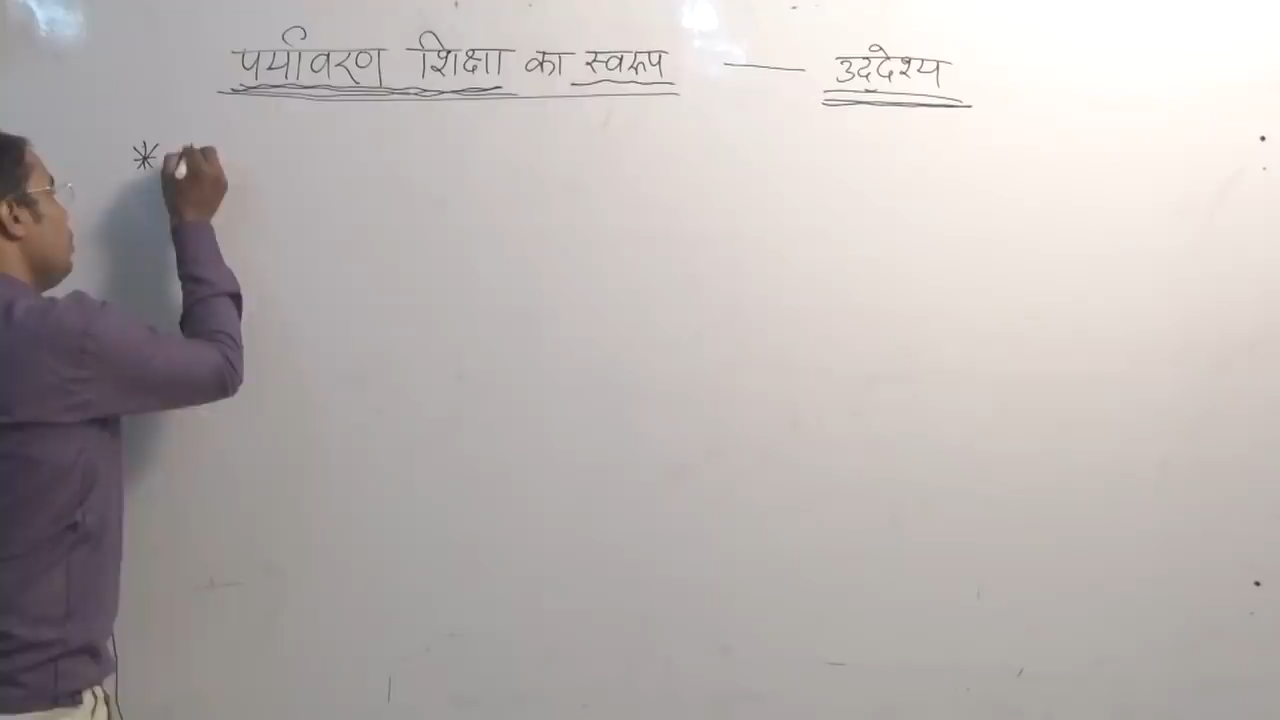 पर्यावरण शिक्षा का स्वरूप — उद्देश्य
*